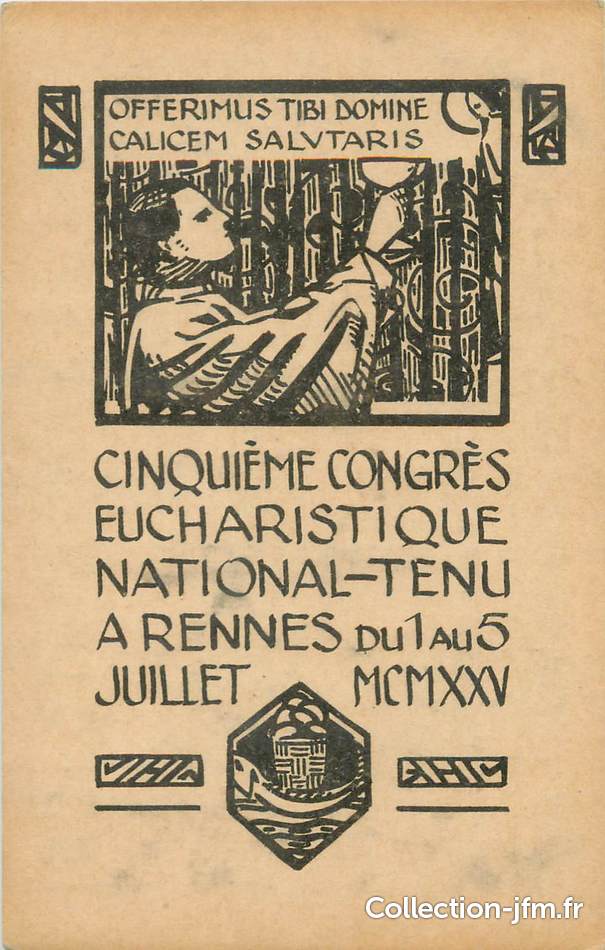 OFFERIMUS TIBI DOMINE
CALICEM SALVTARIS
CINQUIÈME CONGRÈS
EUCHARISTIQUE
NATIONAL-TENU
A RENNES DU 1 AU 5
JUILLET MCMXXV
Collection-jfm.fr